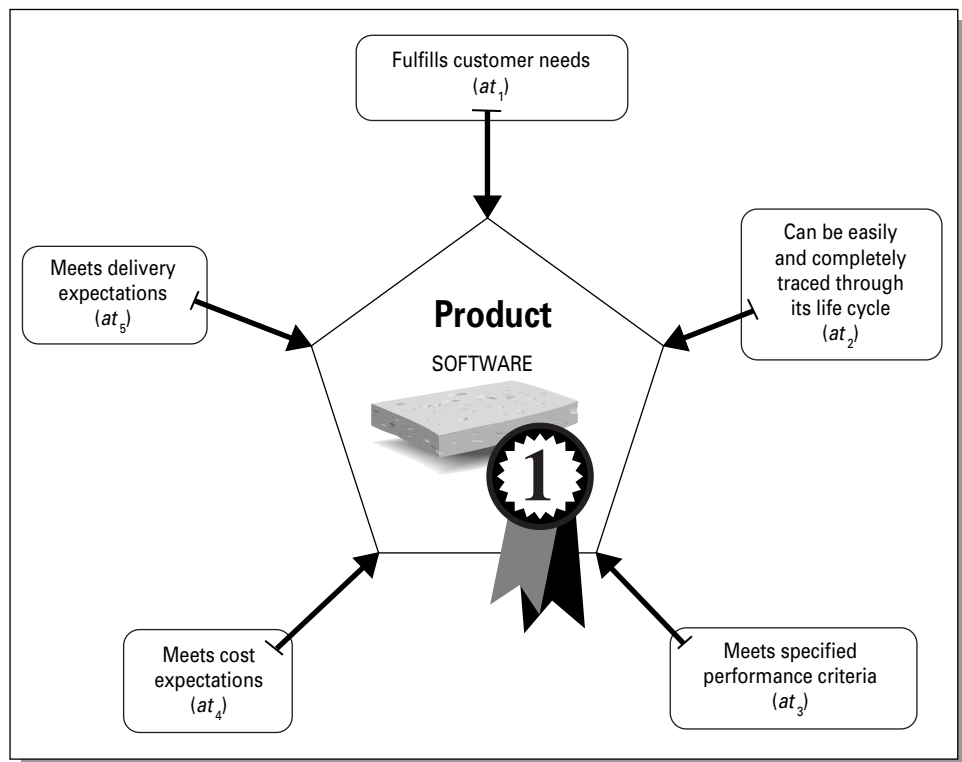 Fulfills customer needs
(at1)
Can be easily
and completely
traced through
its life cycle
(at2)
Meets delivery
expectations
(at5)
Product
SOFTWARE
1
Meets cost
expectations
(at4)
Meets specified
performance criteria
(at3)